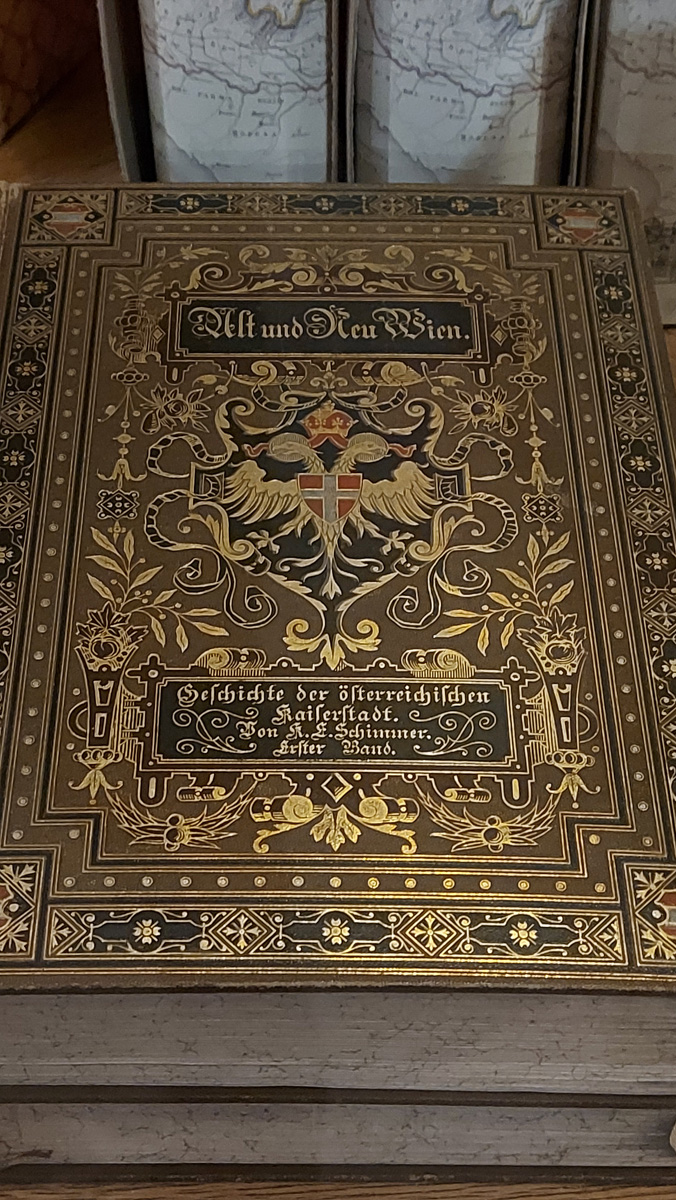 Alt und Neu Wien.
Geschichte der österreichischen
Kaiserstadt.
Von K. E. Schimmer.
Erster Band.